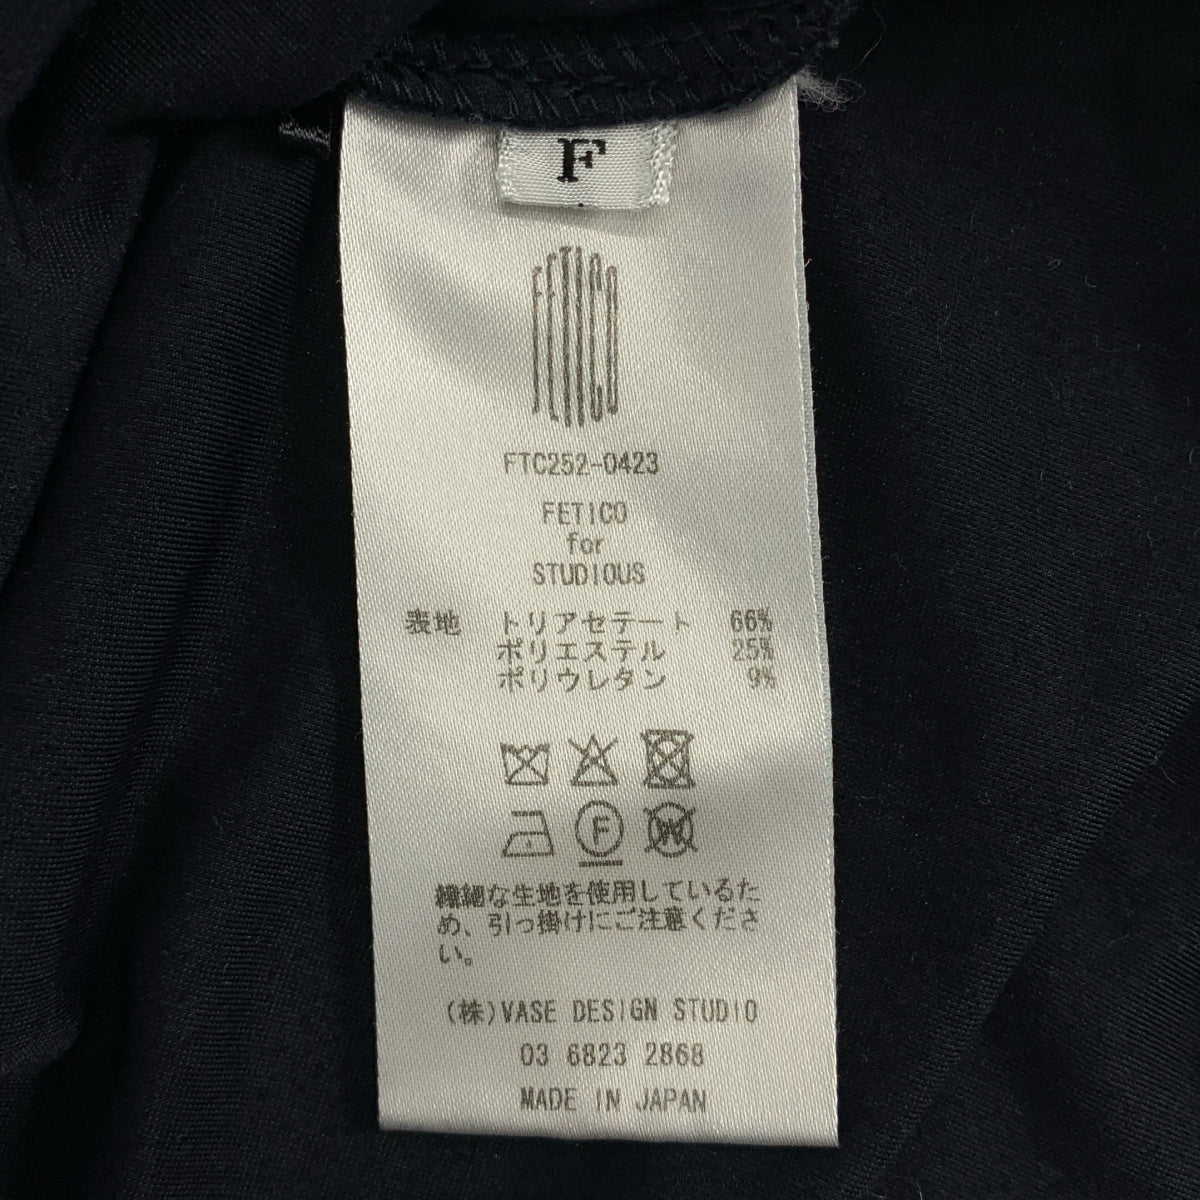 F
FETICO
FTC252-0423
FETICO
for
STUDIOUS
表地 トリアセテート 66%
ポリエステル 25%
ポリウレタン 9%
F W
繊細な生地を使用しているた
め、引っ掛けにご注意くださ
い。
(株)VASE DESIGN STUDIO
03 6823 2868
MADE IN JAPAN